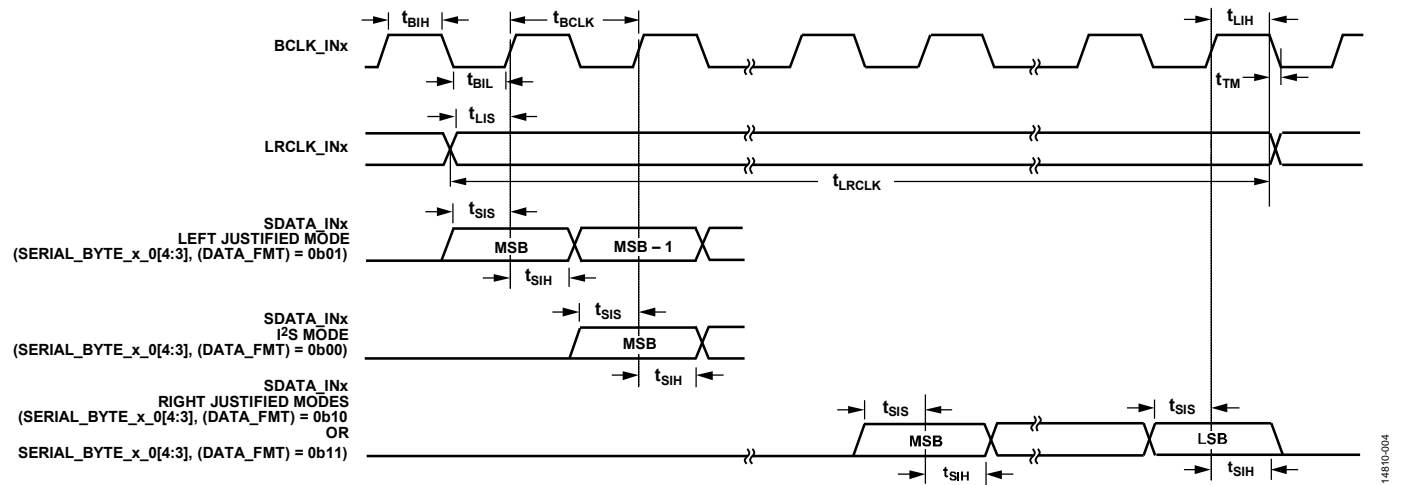 tBIH
tBCLK
tLIH
BCLK_INx
tBIL
tTM
tLIS
LRCLK_INx
tLRCLK
tSIS
SDATA_INx
LEFT JUSTIFIED MODE
(SERIAL_BYTE_x_0[4:3], (DATA_FMT) = 0b01)
MSB
MSB – 1
tSIH
tSIS
SDATA_INx
I2S MODE
(SERIAL_BYTE_x_0[4:3], (DATA_FMT) = 0b00)
MSB
tSIH
SDATA_INx
RIGHT JUSTIFIED MODES
(SERIAL_BYTE_x_0[4:3], (DATA_FMT) = 0b10
OR
SERIAL_BYTE_x_0[4:3], (DATA_FMT) = 0b11)
tSIS
tSIS
MSB
LSB
tSIH
tSIH
14810-004